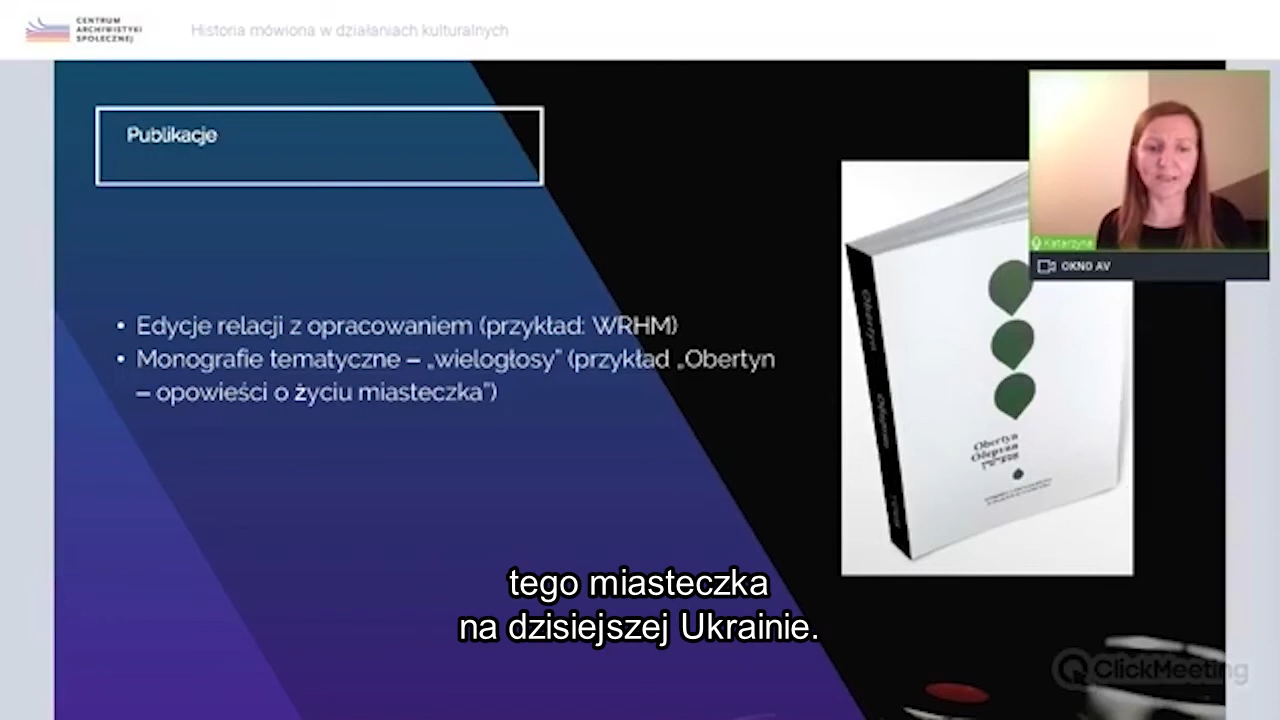 CENTRUM
ARCHIWISTYKI
SPOŁECZNEJ
Historia mówiona w działaniach kulturalnych
Publikacje
• Edycje relacji z opracowaniem (przykład: WRHM)
• Monografie tematyczne – „wielogłosy” (przykład „Obertyn
– opowieści o życiu miasteczka”)
Obertyn
Katarzyna
OKNO AV
tego miasteczka
na dzisiejszej Ukrainie.
ClickMeeting